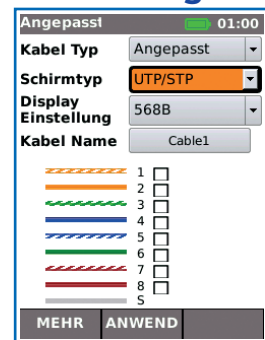 Angepasst 01:00
Kabel Typ Angepasst
Schirmtyp UTP/STP
Display Einstellung 568B
Kabel Name Cable1
1
2
3
4
5
6
7
8
S
MEHR ANWEND